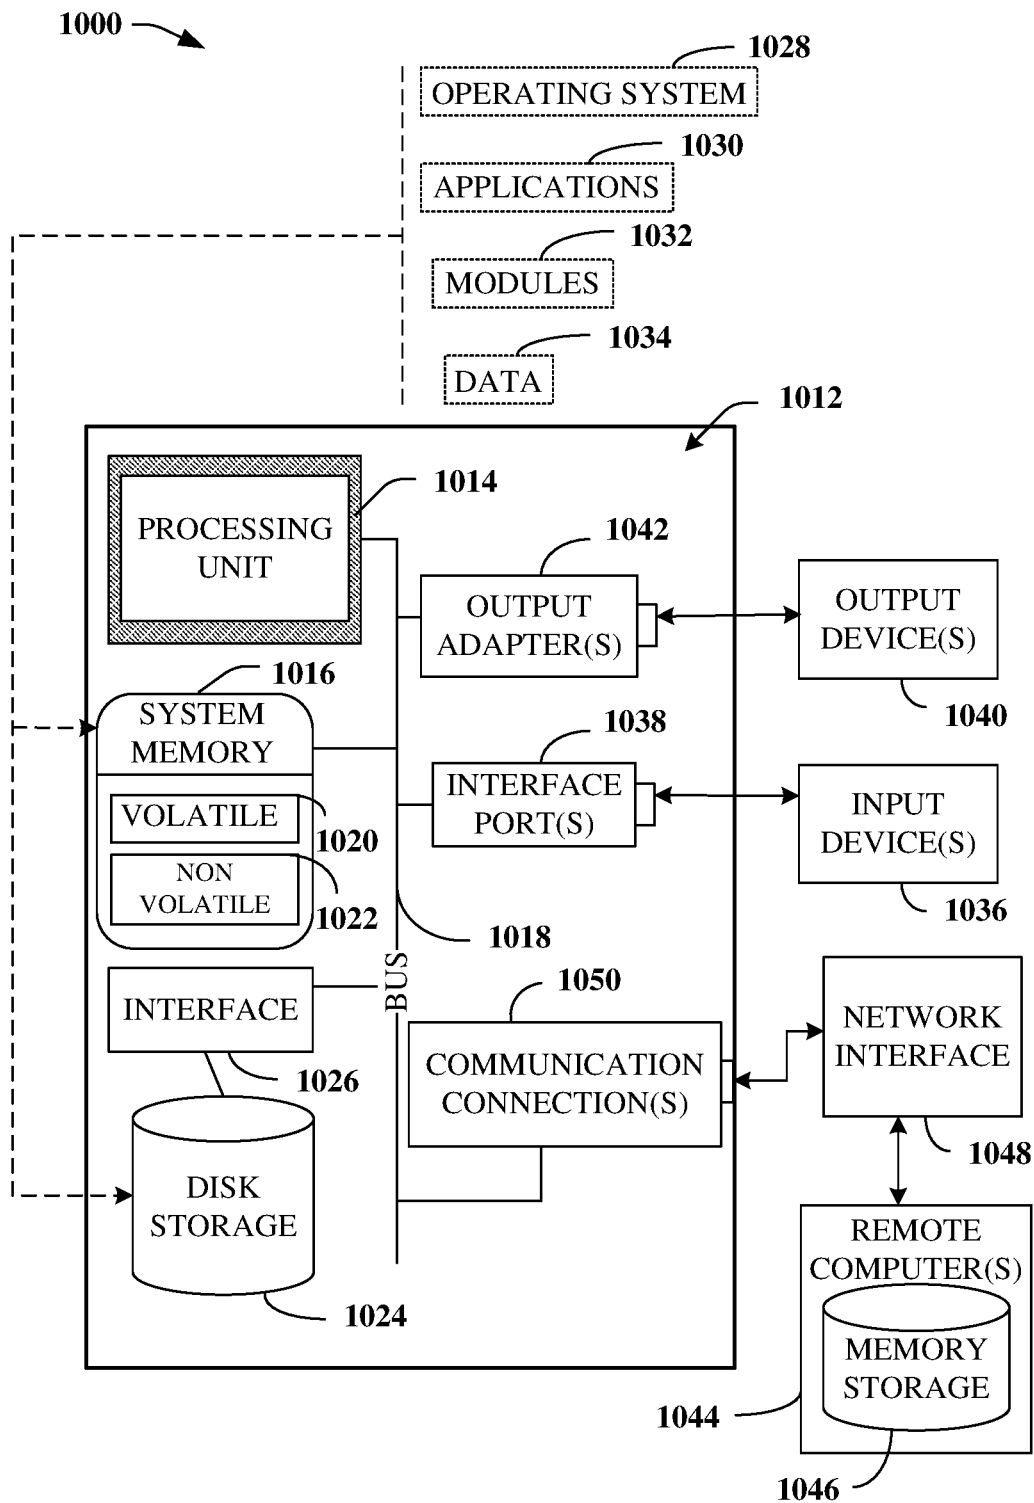 1000
1028
OPERATING SYSTEM
1030
APPLICATIONS
1032
MODULES
1034
DATA
1012
1014
PROCESSING
UNIT
1042
OUTPUT
ADAPTER(S)
OUTPUT
DEVICE(S)
1040
1016
SYSTEM
MEMORY
1038
INTERFACE
PORT(S)
INPUT
DEVICE(S)
1036
VOLATILE
1020
NON
VOLATILE
1022
1018
BUS
INTERFACE
1026
1050
COMMUNICATION
CONNECTION(S)
NETWORK
INTERFACE
1048
DISK
STORAGE
1024
REMOTE
COMPUTER(S)
MEMORY
STORAGE
1044
1046